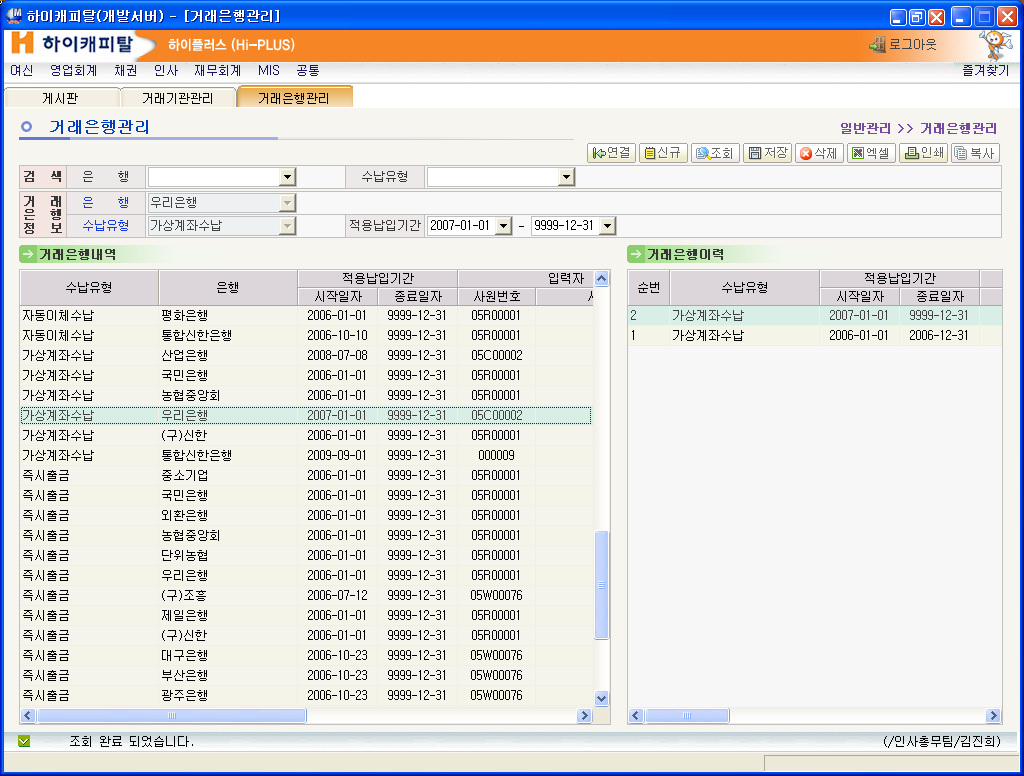 하이캐피탈(개발서버) - [거래은행관리]
하이캐피탈 하이플러스 (Hi-PLUS) 로그아웃
여신 영업회계 채권 인사 재무회계 MIS 공통 즐겨찾기
게시판 거래기관관리 거래은행관리
거래은행관리 일반관리 >> 거래은행관리
연결 신규 조회 저장 삭제 엑셀 인쇄 복사
검 색 은 행 수납유형
거래은행정보 은 행 우리은행
수납유형 가상계좌수납 적용납입기간 2007-01-01 - 9999-12-31
거래은행내역 거래은행이력
수납유형 은행 적용납입기간 입력자
시작일자 종료일자 사원번호
자동이체수납 평화은행 2006-01-01 9999-12-31 05R00001
자동이체수납 통합신한은행 2006-10-10 9999-12-31 05R00001
가상계좌수납 산업은행 2008-07-08 9999-12-31 05C00002
가상계좌수납 국민은행 2006-01-01 9999-12-31 05R00001
가상계좌수납 농협중앙회 2006-01-01 9999-12-31 05R00001
가상계좌수납 우리은행 2007-01-01 9999-12-31 05C00002
가상계좌수납 (구)신한 2006-01-01 9999-12-31 05R00001
가상계좌수납 통합신한은행 2009-09-01 9999-12-31 000009
즉시출금 중소기업 2006-01-01 9999-12-31 05R00001
즉시출금 국민은행 2006-01-01 9999-12-31 05R00001
즉시출금 외환은행 2006-01-01 9999-12-31 05R00001
즉시출금 농협중앙회 2006-01-01 9999-12-31 05R00001
즉시출금 단위농협 2006-01-01 9999-12-31 05R00001
즉시출금 우리은행 2006-01-01 9999-12-31 05R00001
즉시출금 (구)조흥 2006-07-12 9999-12-31 05W00076
즉시출금 제일은행 2006-01-01 9999-12-31 05R00001
즉시출금 (구)신한 2006-01-01 9999-12-31 05R00001
즉시출금 대구은행 2006-10-23 9999-12-31 05W00076
즉시출금 부산은행 2006-10-23 9999-12-31 05W00076
즉시출금 광주은행 2006-10-23 9999-12-31 05W00076
순번 수납유형 적용납입기간
시작일자 종료일자
2 가상계좌수납 2007-01-01 9999-12-31
1 가상계좌수납 2006-01-01 2006-12-31
조회 완료 되었습니다. (/인사총무팀/김진희)